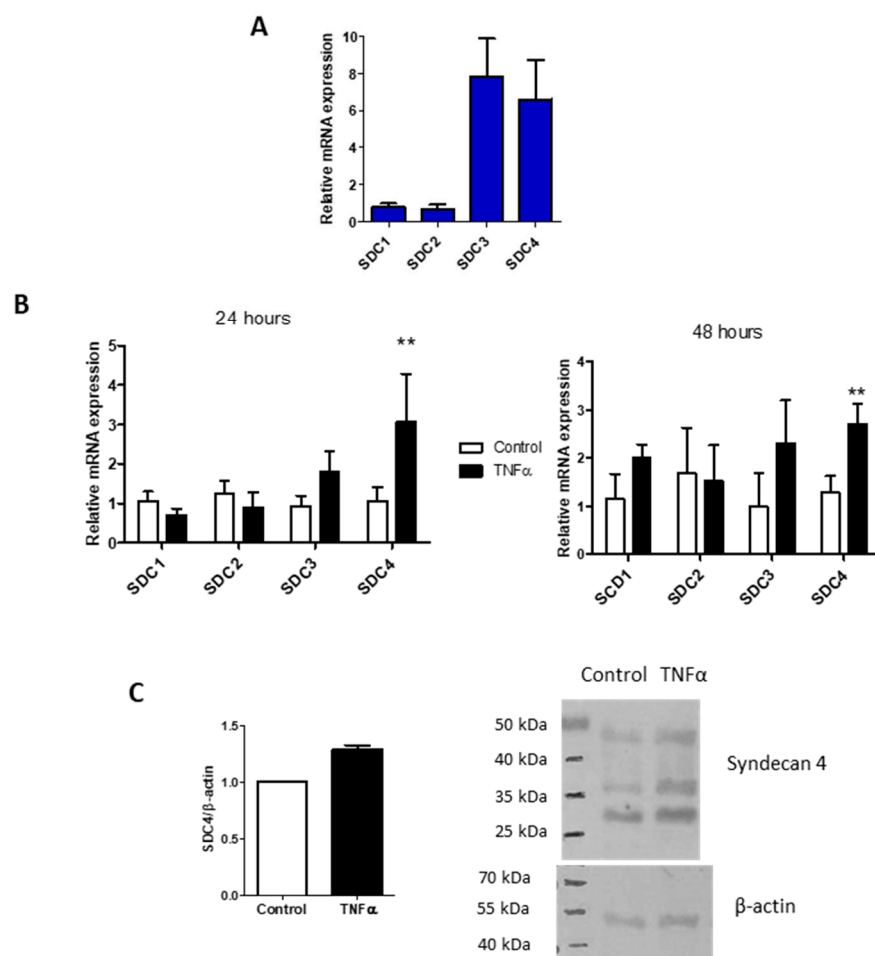 A
Relative mRNA expression
10
8
6
4
2
0
SDC1
SDC2
SDC3
SDC4
B
24 hours
Relative mRNA expression
5
4
3
2
1
0
**
SDC1
SDC2
SDC3
SDC4
Control
TNFα
48 hours
Relative mRNA expression
4
3
2
1
0
**
SCD1
SDC2
SDC3
SDC4
C
SDC4/β-actin
1.5
1.0
0.5
0.0
Control
TNFα
Control TNFα
50 kDa
40 kDa
35 kDa
25 kDa
Syndecan 4
70 kDa
55 kDa
40 kDa
β-actin